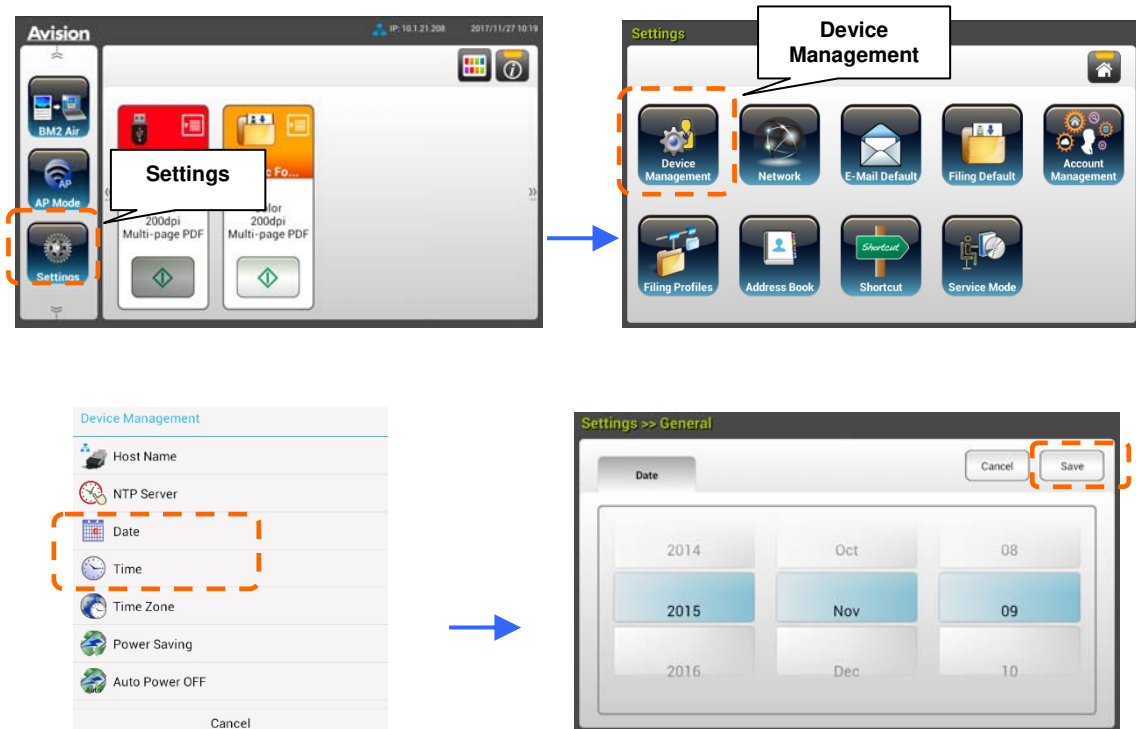 Avision
IP: 10.1.21.208
2017/11/27 10:19
BM2 Air
AP
AP Mode
Settings
Settings
c Fo...
200dpi
Multi-page PDF
200dpi
Multi-page PDF
Settings
Device
Management
Device
Management
Network
E-Mail Default
Filing Default
Account
Management
Filing Profiles
Address Book
Shortcut
Shortcut
Service Mode
Device Management
Host Name
NTP Server
Date
Time
Time Zone
Power Saving
Auto
Auto Power OFF
Cancel
Settings >> General
Date
Cancel
Save
2014
Oct
08
2015
Nov
09
2016
Dec
10